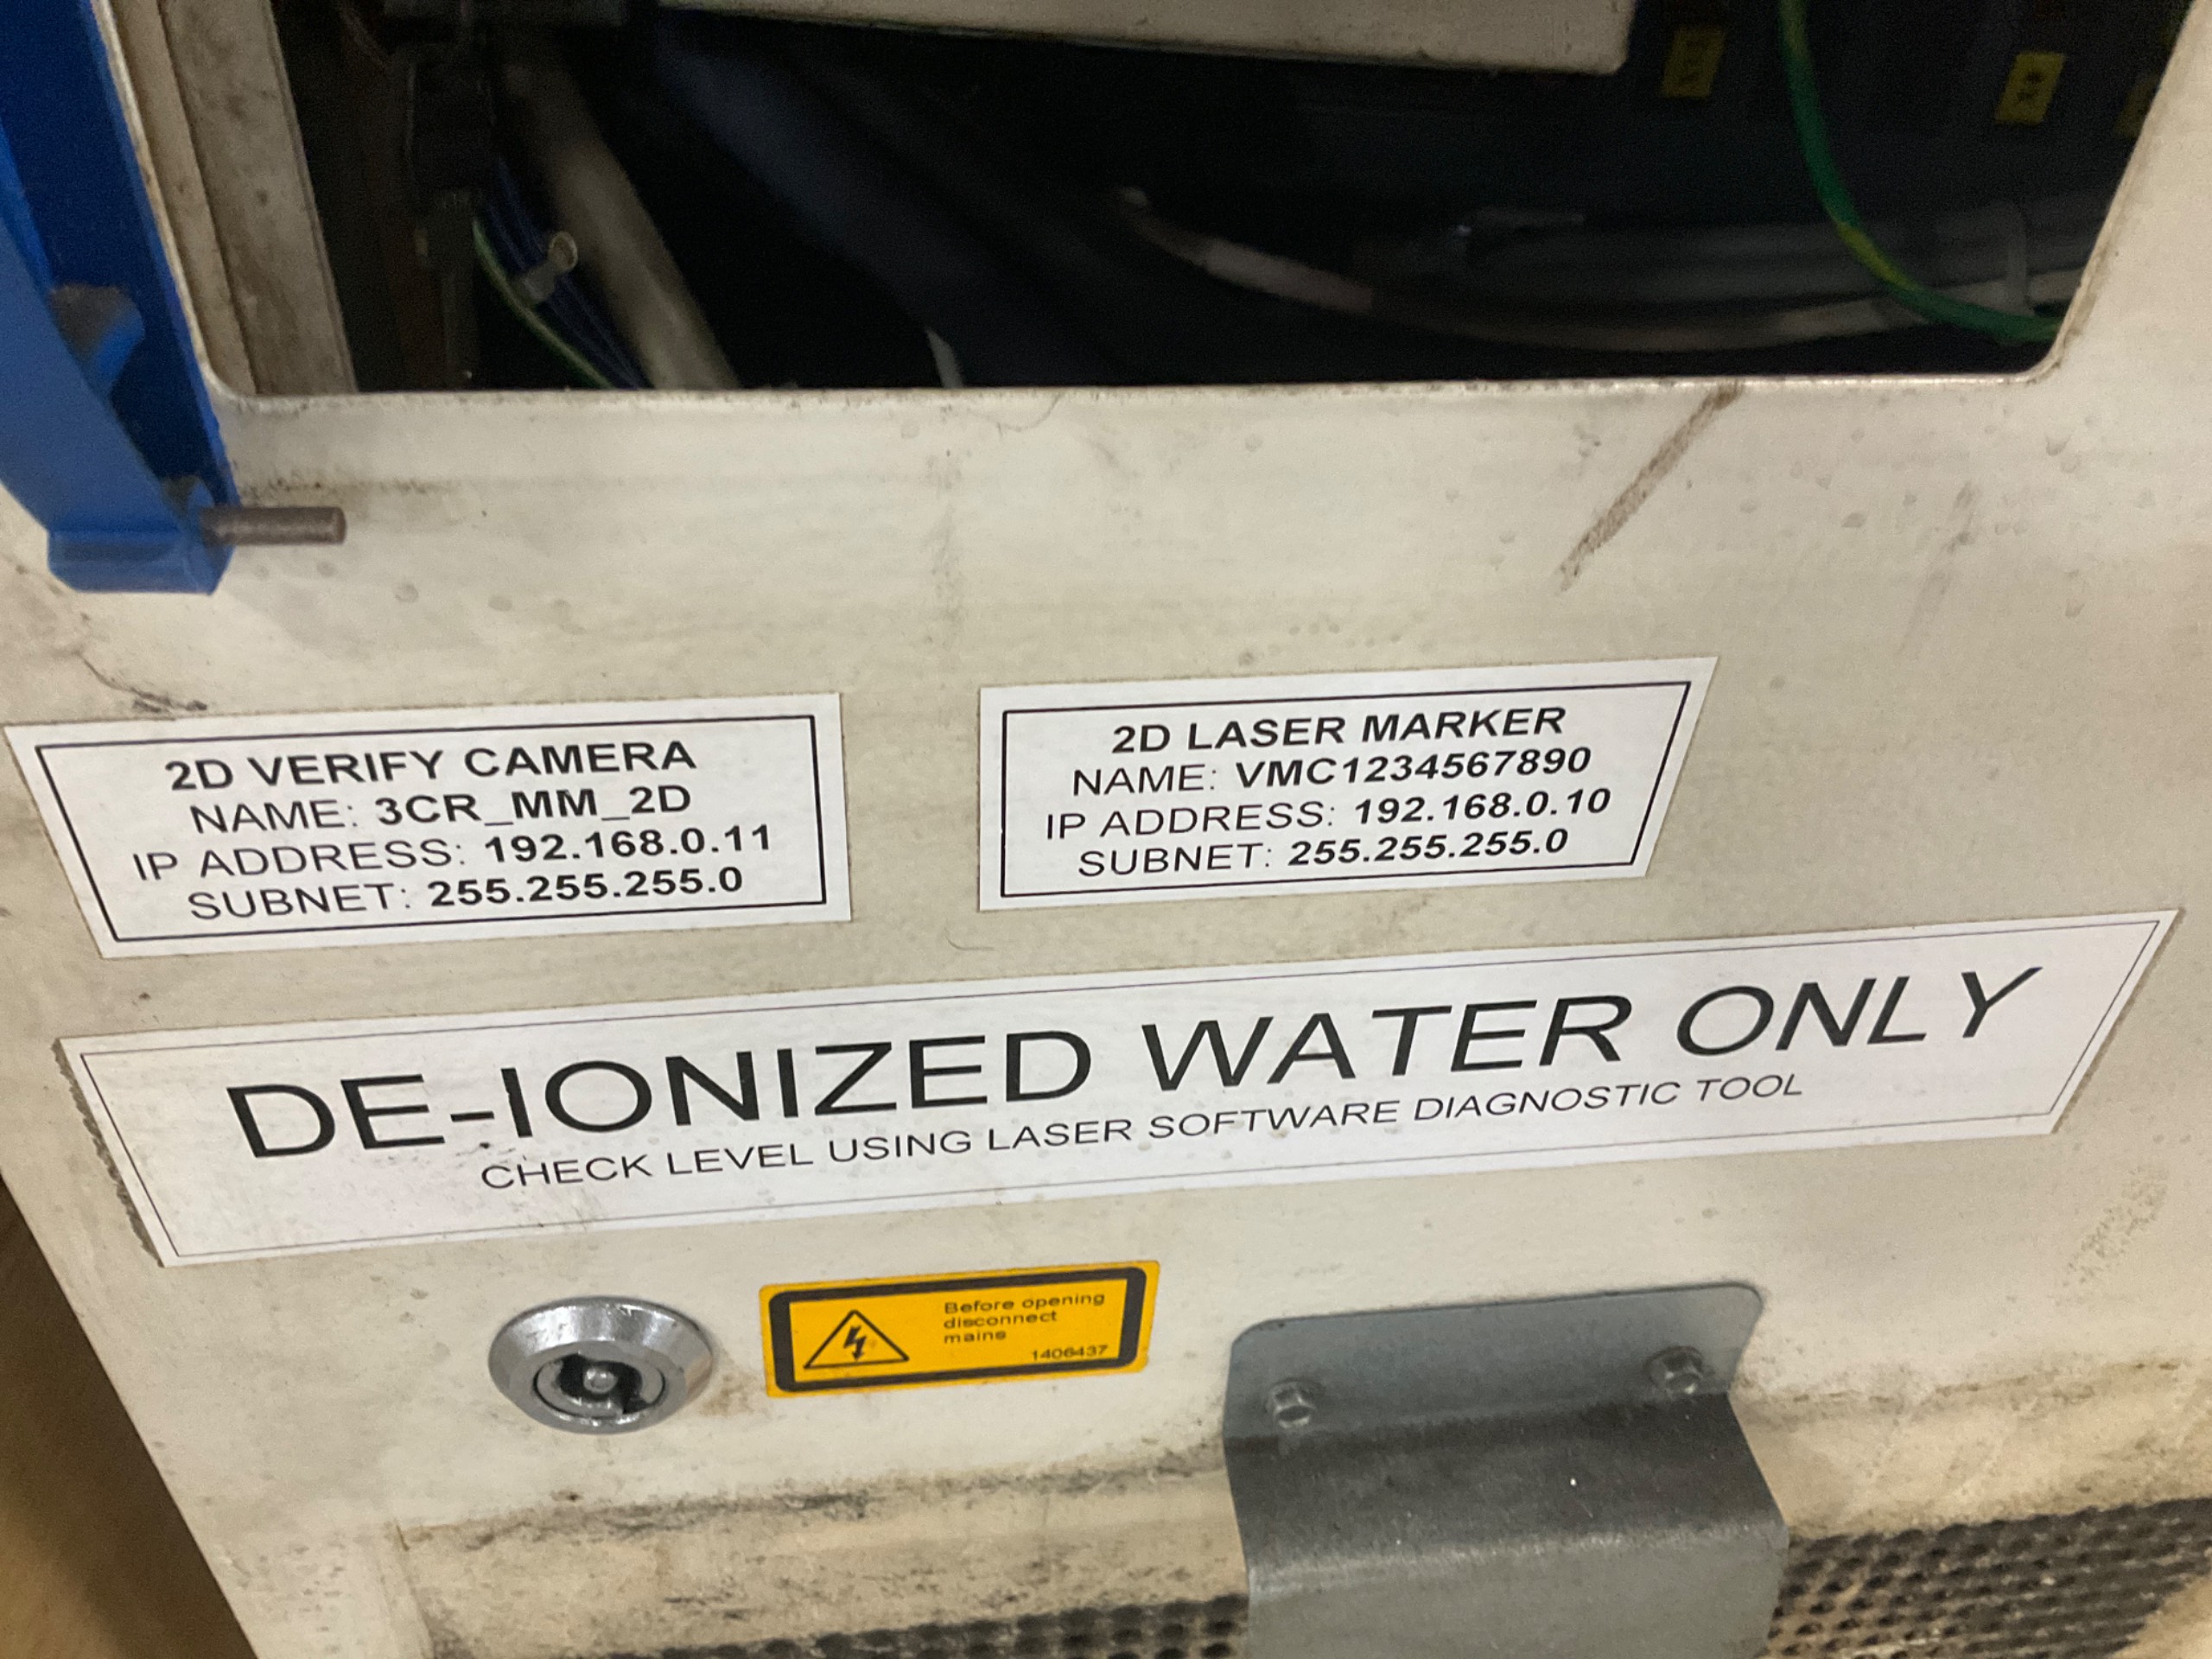 2D VERIFY CAMERA
NAME: 3CR_MM_2D
IP ADDRESS: 192.168.0.11
SUBNET: 255.255.255.0
2D LASER MARKER
NAME: VMC1234567890
IP ADDRESS: 192.168.0.10
SUBNET: 255.255.255.0
DE-IONIZED WATER ONLY
CHECK LEVEL USING LASER SOFTWARE DIAGNOSTIC TOOL
Before opening
disconnect
mains
1406437